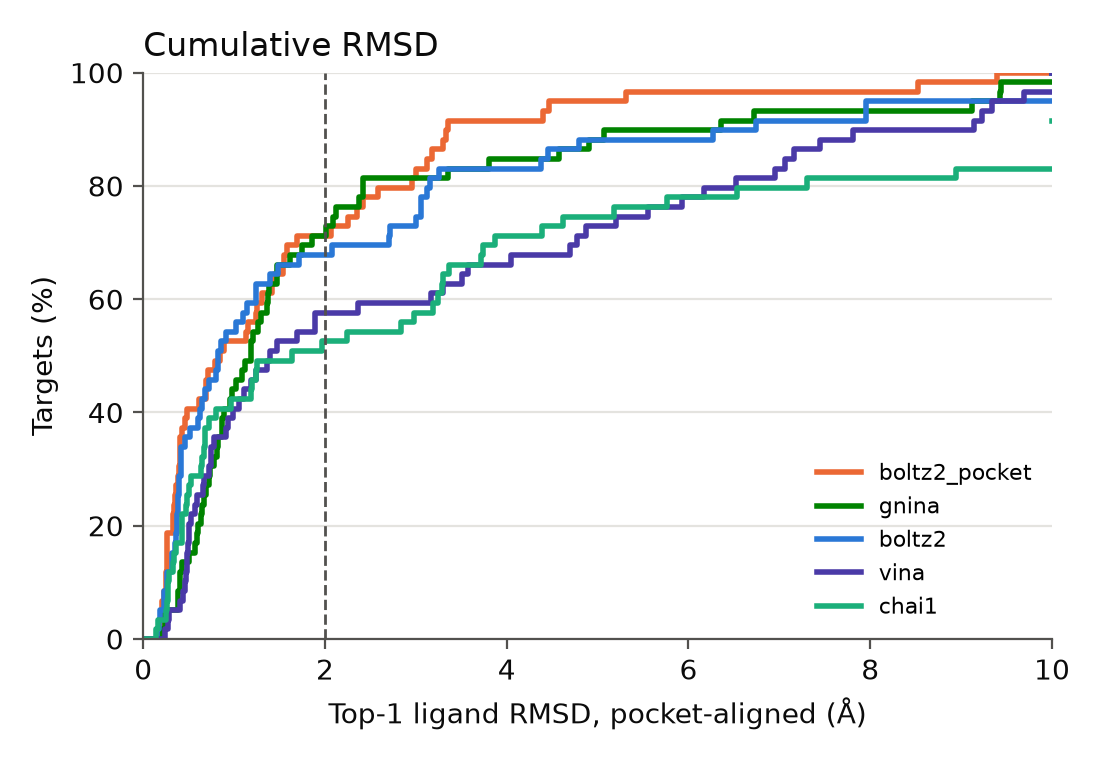 Cumulative RMSD
100
80
60
40
20
0
Targets (%)
0 2 4 6 8 10
Top-1 ligand RMSD, pocket-aligned (Å)
boltz2_pocket
gnina
boltz2
vina
chai1